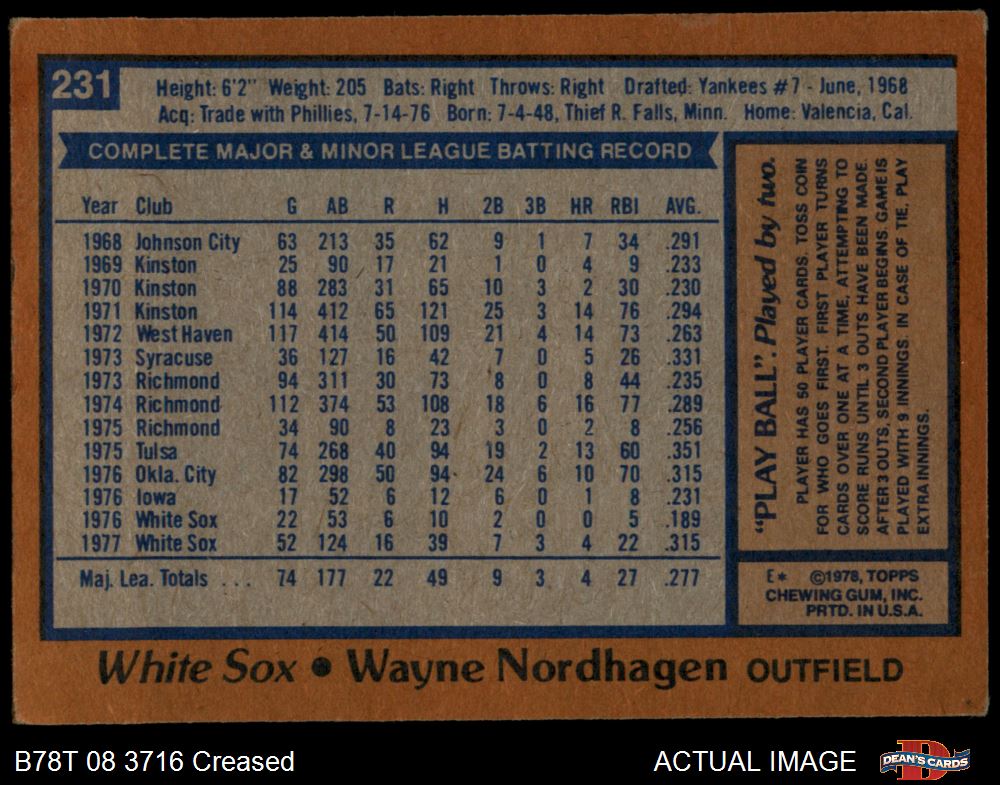 231
Height: 6'2" Weight: 205 Bats: Right Throws: Right Drafted: Yankees #7 - June, 1968
Acq: Trade with Phillies, 7-14-76 Born: 7-4-48, Thief R. Falls, Minn. Home: Valencia, Cal.
COMPLETE MAJOR & MINOR LEAGUE BATTING RECORD
Year Club G AB R H 2B 3B HR RBI AVG.
1968 Johnson City 63 213 35 62 9 1 7 34 .291
1969 Kinston 25 90 17 21 1 0 4 9 .233
1970 Kinston 88 283 31 65 10 3 2 30 .230
1971 Kinston 114 412 65 121 25 3 14 76 .294
1972 West Haven 117 414 50 109 21 4 14 73 .263
1973 Syracuse 36 127 16 42 7 0 5 26 .331
1973 Richmond 94 311 30 73 8 0 8 44 .235
1974 Richmond 112 374 53 108 18 6 16 77 .289
1975 Richmond 34 90 8 23 3 0 2 8 .256
1975 Tulsa 74 268 40 94 19 2 13 60 .351
1976 Okla. City 82 298 50 94 24 6 10 70 .315
1976 Iowa 17 52 6 12 6 0 1 8 .231
1976 White Sox 22 53 6 10 2 0 0 5 .189
1977 White Sox 52 124 16 39 7 3 4 22 .315
Maj. Lea. Totals ... 74 177 22 49 9 3 4 27 .277
"PLAY BALL". Played by two.
PLAYER HAS 50 PLAYER CARDS. TOSS COIN
FOR WHO GOES FIRST. FIRST PLAYER TURNS
CARDS OVER ONE AT A TIME, ATTEMPTING TO
SCORE RUNS UNTIL 3 OUTS HAVE BEEN MADE.
AFTER 3 OUTS, SECOND PLAYER BEGINS. GAME IS
PLAYED WITH 9 INNINGS. IN CASE OF TIE, PLAY
EXTRA INNINGS.
E* ©1978, TOPPS
CHEWING GUM, INC.
PRTD. IN U.S.A.
White Sox ● Wayne Nordhagen OUTFIELD
B78T 08 3716 Creased ACTUAL IMAGE
D
DEAN'S CARDS